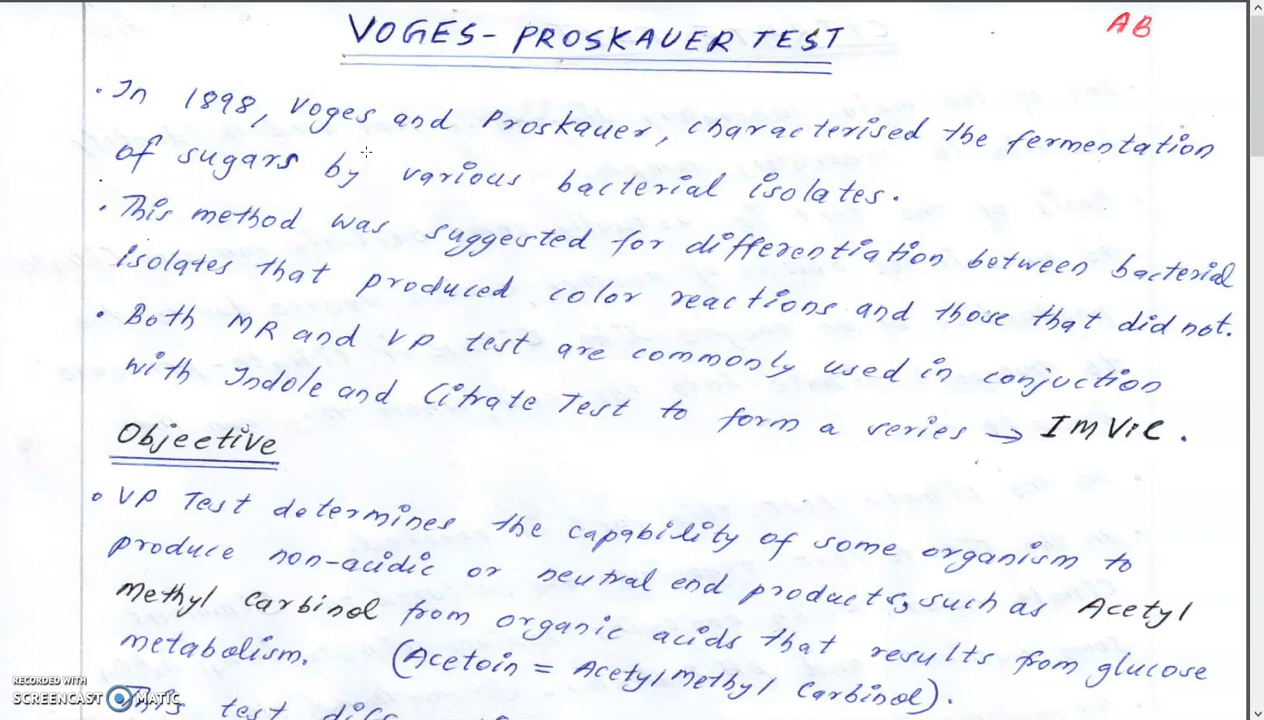 VOGES-PROSKAUER TEST
AB
• In 1898, Voges and Proskauer, characterised the fermentation
of sugars by various bacterial isolates.
• This method was suggested for differentiation between bacterial
isolates that produced color reactions and those that did not.
• Both MR and VP test are commonly used in conjuction
with Indole and Citrate Test to form a series → IMViC.
Objective
• VP Test determines the capability of some organism to
produce non-acidic or neutral end products, such as Acetyl
Methyl Carbinol from organic acids that results from glucose
metabolism. (Acetoin = Acetyl Methyl Carbinol).
This test
RECORDED WITH
SCREENCAST MATIC